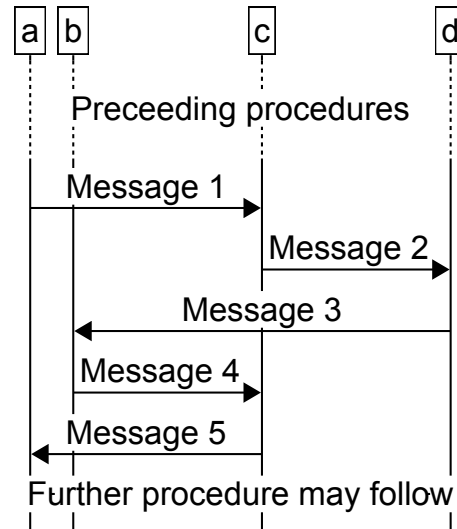 a b c d
Preceeding procedures
Message 1
Message 2
Message 3
Message 4
Message 5
Further procedure may follow